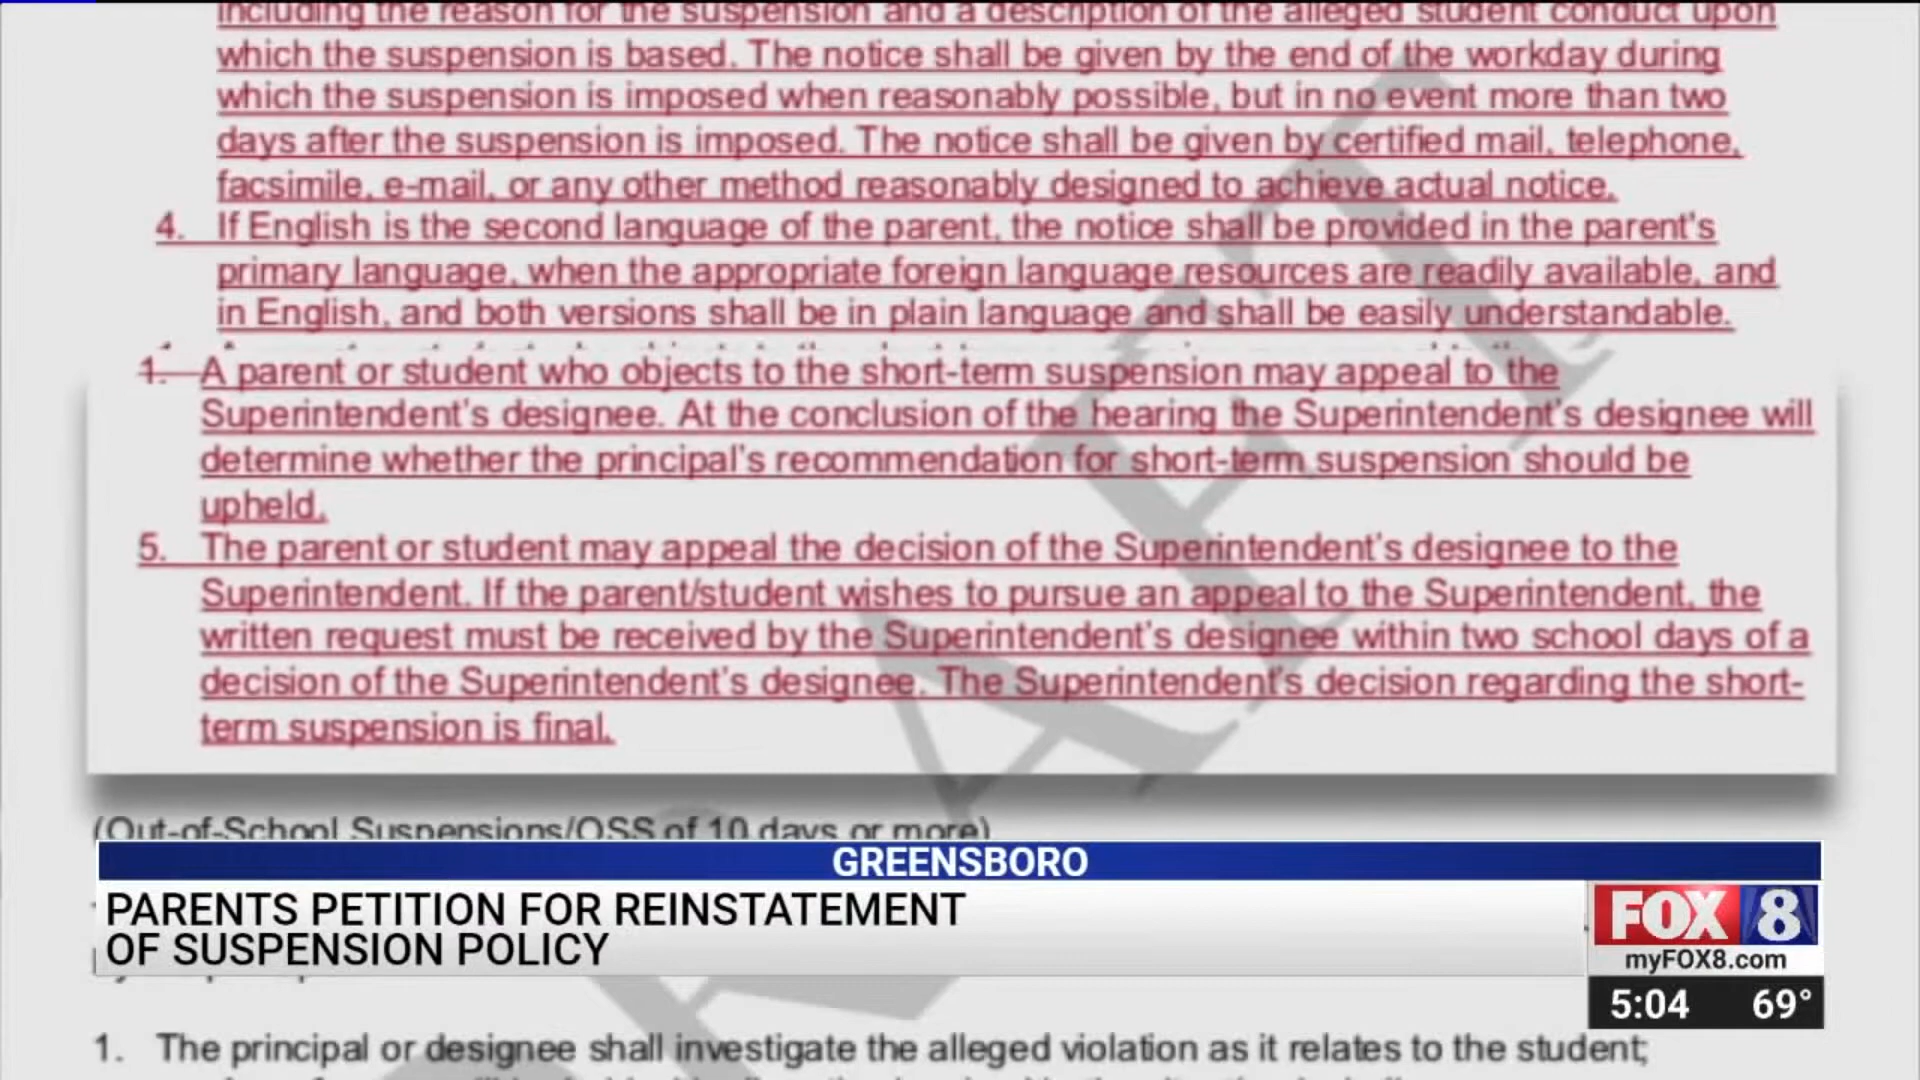 including the reason for the suspension and a description of the alleged student conduct upon
which the suspension is based. The notice shall be given by the end of the workday during
which the suspension is imposed when reasonably possible, but in no event more than two
days after the suspension is imposed. The notice shall be given by certified mail, telephone,
facsimile, e-mail, or any other method reasonably designed to achieve actual notice.
4. If English is the second language of the parent, the notice shall be provided in the parent's
primary language, when the appropriate foreign language resources are readily available, and
in English, and both versions shall be in plain language and shall be easily understandable.
1. A parent or student who objects to the short-term suspension may appeal to the
Superintendent's designee. At the conclusion of the hearing the Superintendent's designee will
determine whether the principal's recommendation for short-term suspension should be
upheld.
5. The parent or student may appeal the decision of the Superintendent's designee to the
Superintendent. If the parent/student wishes to pursue an appeal to the Superintendent, the
written request must be received by the Superintendent's designee within two school days of a
decision of the Superintendent's designee. The Superintendent's decision regarding the short-
term suspension is final.
DRAFT
(Out-of-School Suspensions/OSS of 10 days or more)
GREENSBORO
PARENTS PETITION FOR REINSTATEMENT
OF SUSPENSION POLICY
FOX 8
myFOX8.com
5:04 69°
1. The principal or designee shall investigate the alleged violation as it relates to the student;